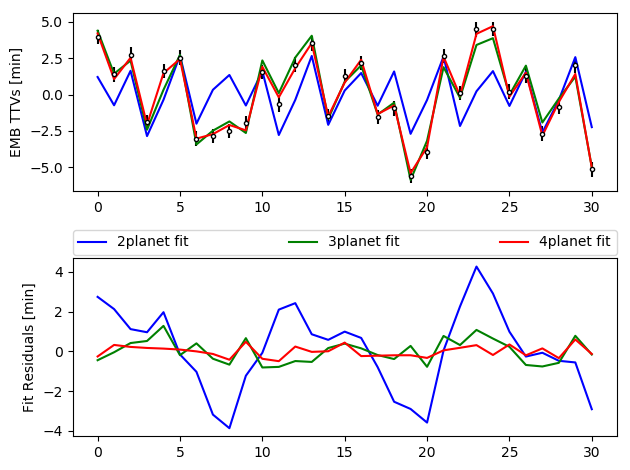 EMB TTVs [min]
5.0
2.5
0.0
−2.5
−5.0
0 5 10 15 20 25 30
2planet fit 3planet fit 4planet fit
Fit Residuals [min]
4
2
0
−2
−4
0 5 10 15 20 25 30